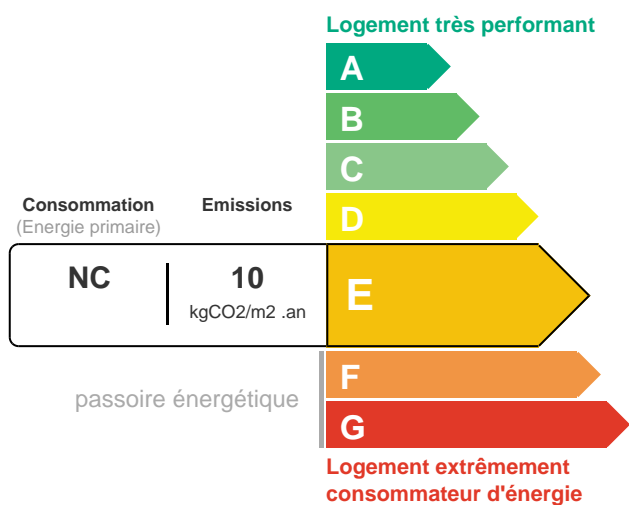 Logement très performant
A
B
C
Consommation Emissions
(Energie primaire)
D
NC 10
kgCO2/m2 .an
E
F
passoire énergétique
G
Logement extrêmement
consommateur d'énergie